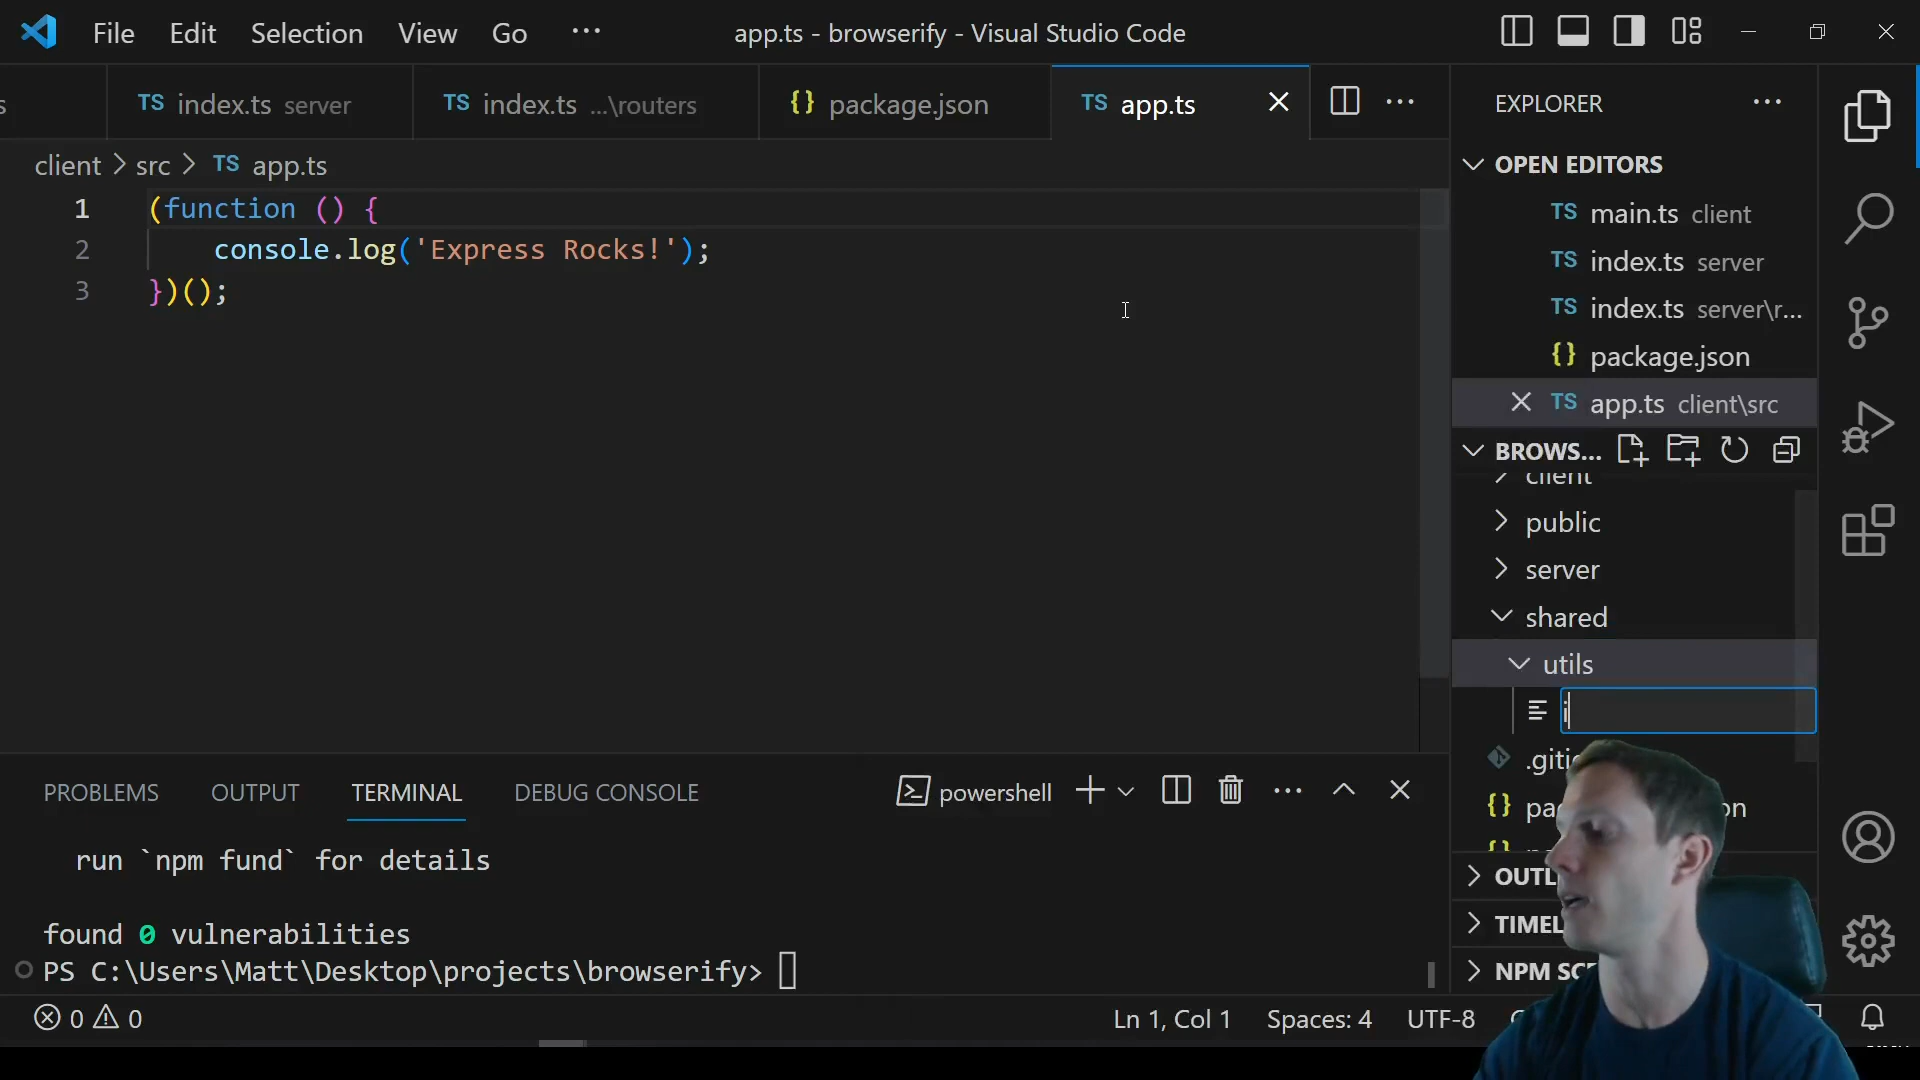 File Edit Selection View Go ··· app.ts - browserify - Visual Studio Code
s TS index.ts server TS index.ts ...\routers {} package.json TS app.ts
client > src > TS app.ts
1 (function () {
2 console.log('Express Rocks!');
3 })();
EXPLORER
OPEN EDITORS
TS main.ts client
TS index.ts server
TS index.ts server\r...
{} package.json
TS app.ts client\src
BROWS...
client
public
server
shared
utils
i
OUTL
TIMEL
NPM SC
PROBLEMS OUTPUT TERMINAL DEBUG CONSOLE powershell
run `npm fund` for details
found 0 vulnerabilities
PS C:\Users\Matt\Desktop\projects\browserify>
0 0 Ln 1, Col 1 Spaces: 4 UTF-8